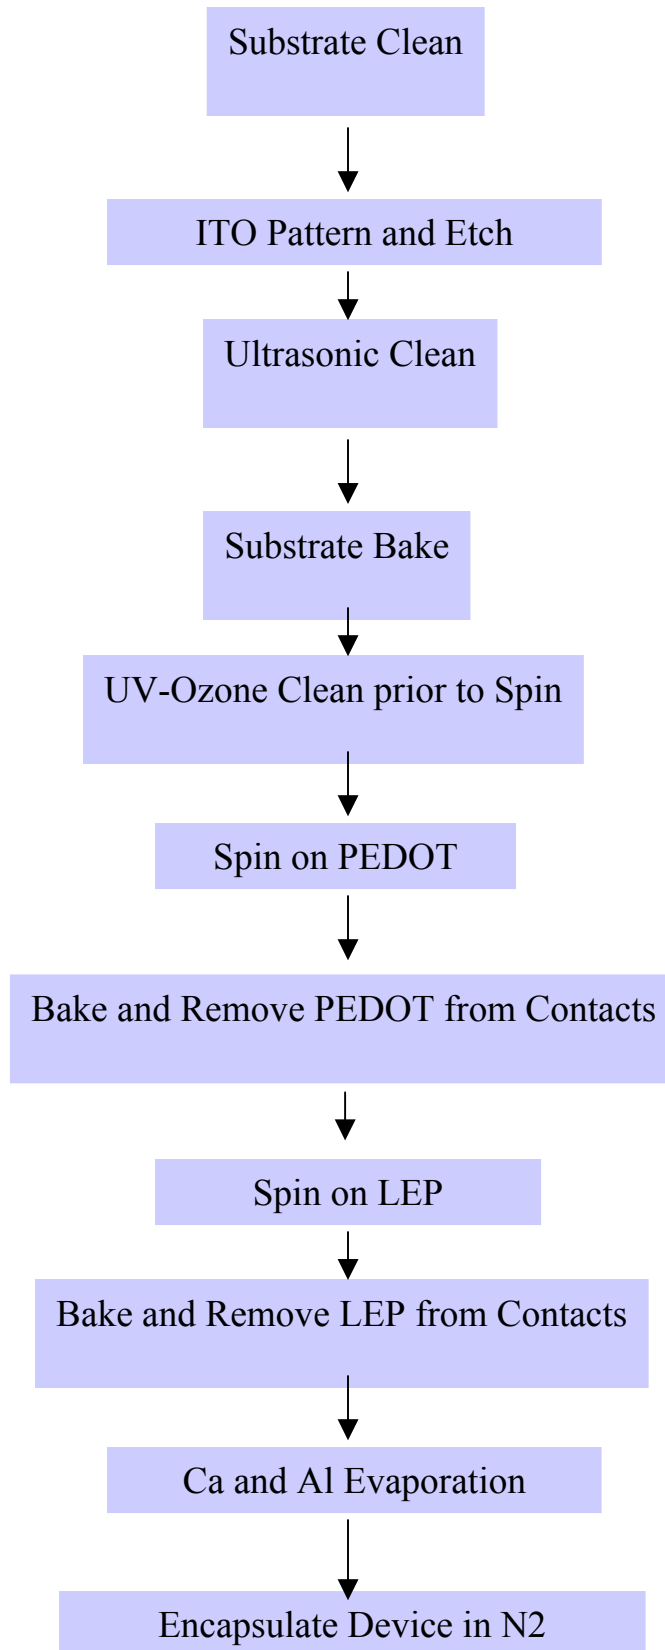 Substrate Clean
ITO Pattern and Etch
Ultrasonic Clean
Substrate Bake
UV-Ozone Clean prior to Spin
Spin on PEDOT
Bake and Remove PEDOT from Contacts
Spin on LEP
Bake and Remove LEP from Contacts
Ca and Al Evaporation
Encapsulate Device in N2